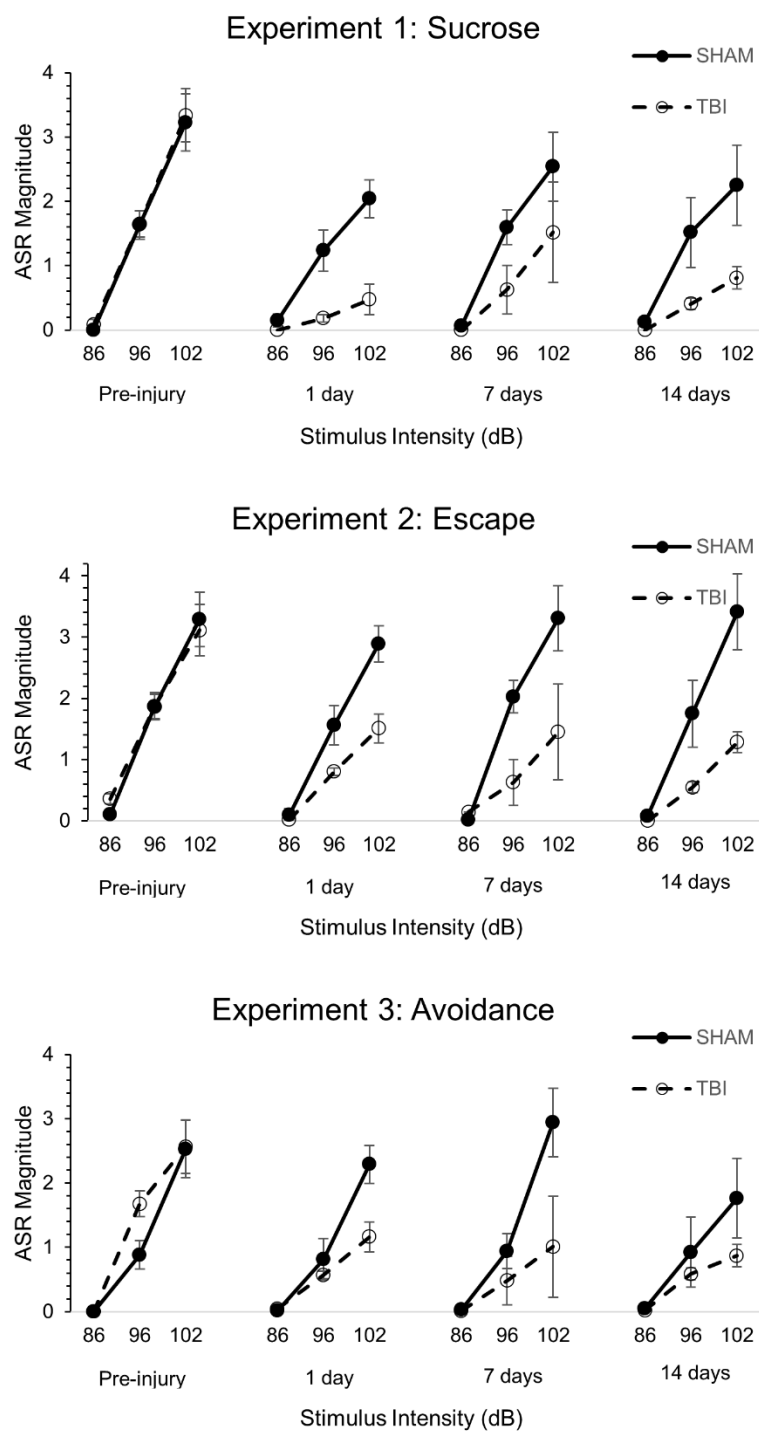 Experiment 1: Sucrose
SHAM
TBI
4
3
2
1
0
ASR Magnitude
86 96 102 86 96 102 86 96 102 86 96 102
Pre-injury 1 day 7 days 14 days
Stimulus Intensity (dB)
Experiment 2: Escape
SHAM
TBI
4
3
2
1
0
ASR Magnitude
86 96 102 86 96 102 86 96 102 86 96 102
Pre-injury 1 day 7 days 14 days
Stimulus Intensity (dB)
Experiment 3: Avoidance
SHAM
TBI
4
3
2
1
0
ASR Magnitude
86 96 102 86 96 102 86 96 102 86 96 102
Pre-injury 1 day 7 days 14 days
Stimulus Intensity (dB)